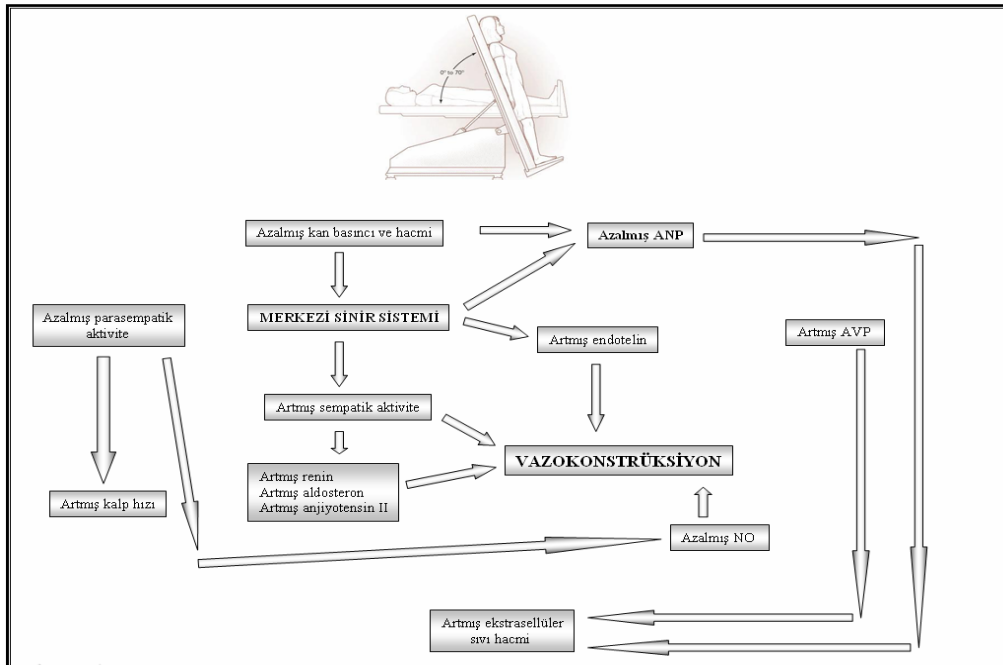 0° to 70°
Azalmış kan basıncı ve hacmi
Azalmış ANP
Azalmış parasempatik
aktivite
MERKEZİ SİNİR SİSTEMİ
Artmış endotelin
Artmış AVP
Artmış sempatik aktivite
VAZOKONSTRÜKSİYON
Artmış renin
Artmış aldosteron
Artmış anjiyotensin II
Artmış kalp hızı
Azalmış NO
Artmış ekstrasellüler
sıvı hacmi